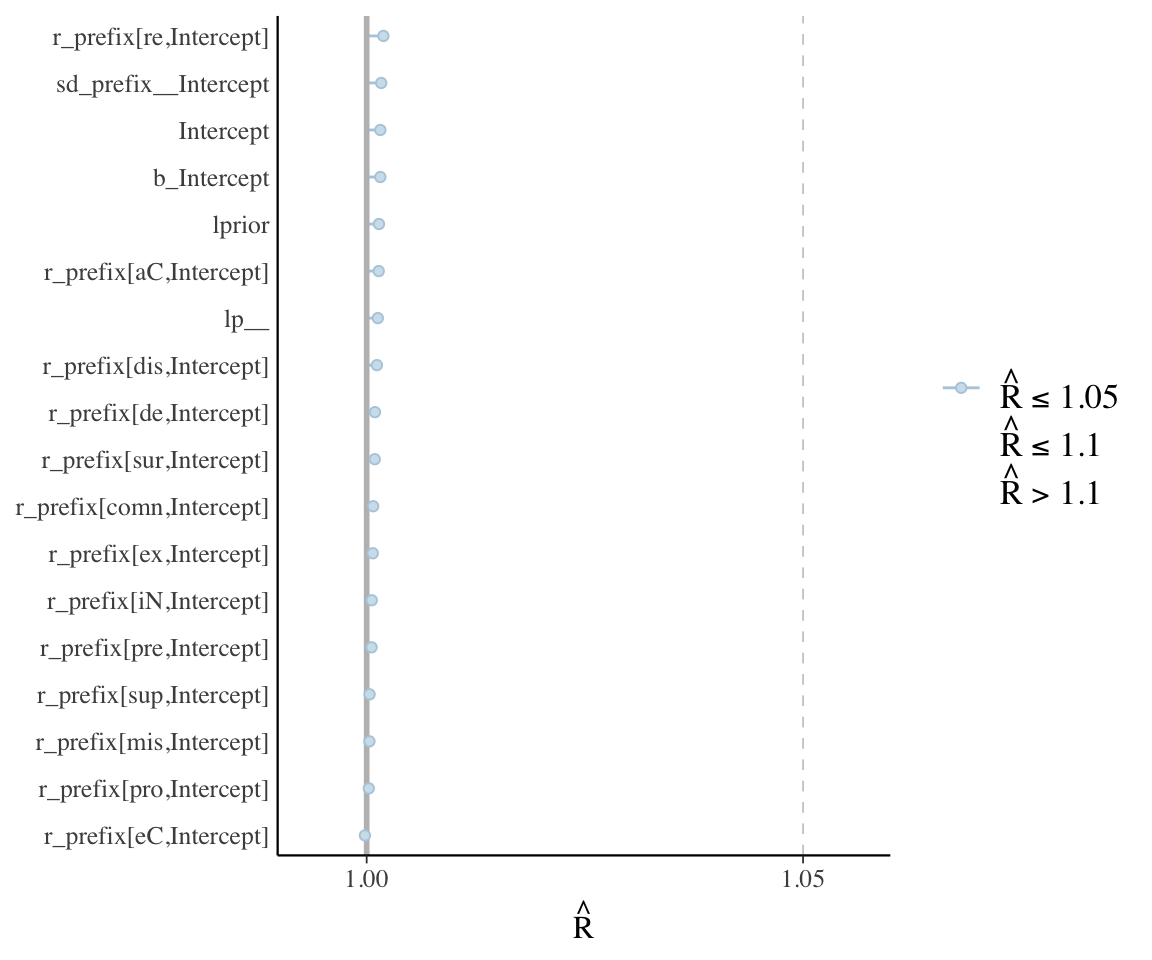 r_prefix[re,Intercept]
sd_prefix__Intercept
Intercept
b_Intercept
lprior
r_prefix[aC,Intercept]
lp__
r_prefix[dis,Intercept]
r_prefix[de,Intercept]
r_prefix[sur,Intercept]
r_prefix[comn,Intercept]
r_prefix[ex,Intercept]
r_prefix[iN,Intercept]
r_prefix[pre,Intercept]
r_prefix[sup,Intercept]
r_prefix[mis,Intercept]
r_prefix[pro,Intercept]
r_prefix[eC,Intercept]
1.00 1.05
R̂
R̂ ≤ 1.05
R̂ ≤ 1.1
R̂ > 1.1